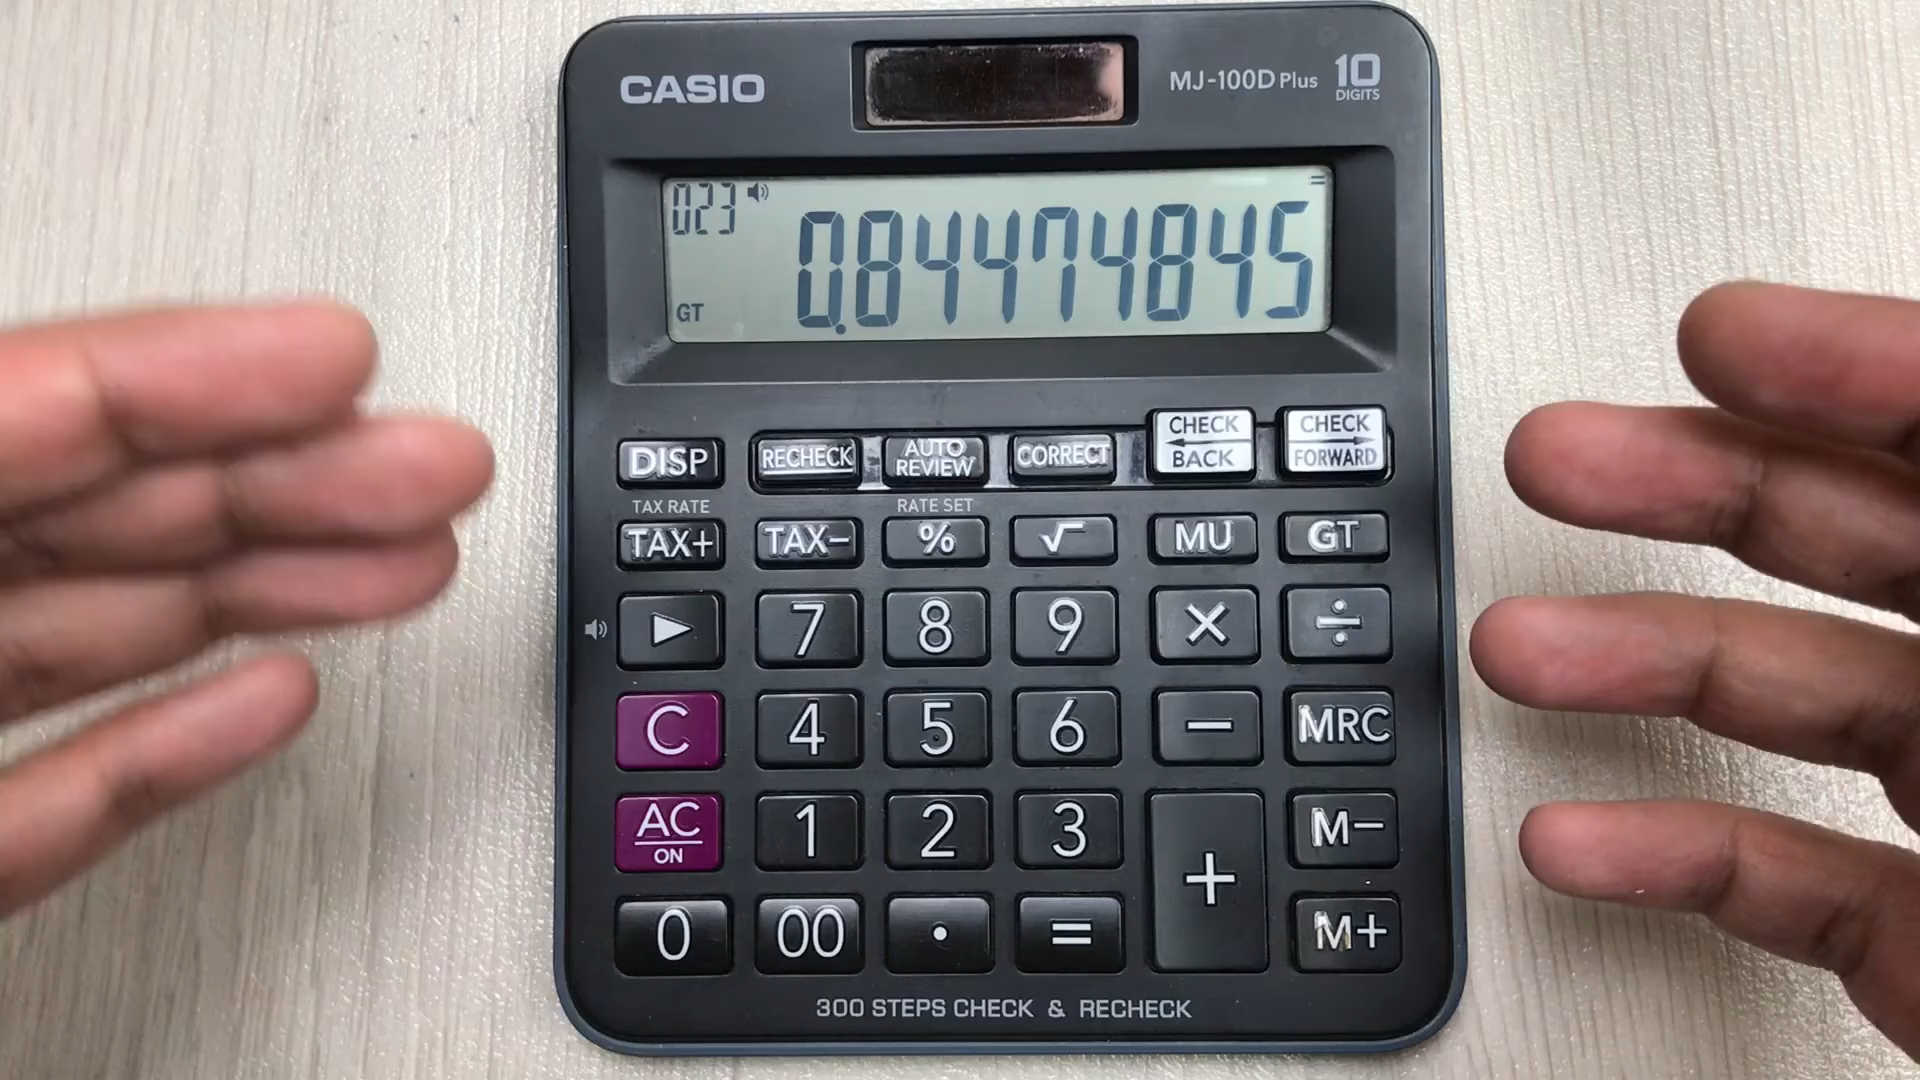 CASIO
MJ-100D Plus 10 DIGITS
023 =
0.844747845
GT
DISP RECHECK AUTO REVIEW CORRECT CHECK BACK CHECK FORWARD
TAX RATE RATE SET
TAX+ TAX− % √ MU GT
▶ 7 8 9 × ÷
C 4 5 6 − MRC
AC ON 1 2 3 + M−
0 00 . = M+
300 STEPS CHECK & RECHECK